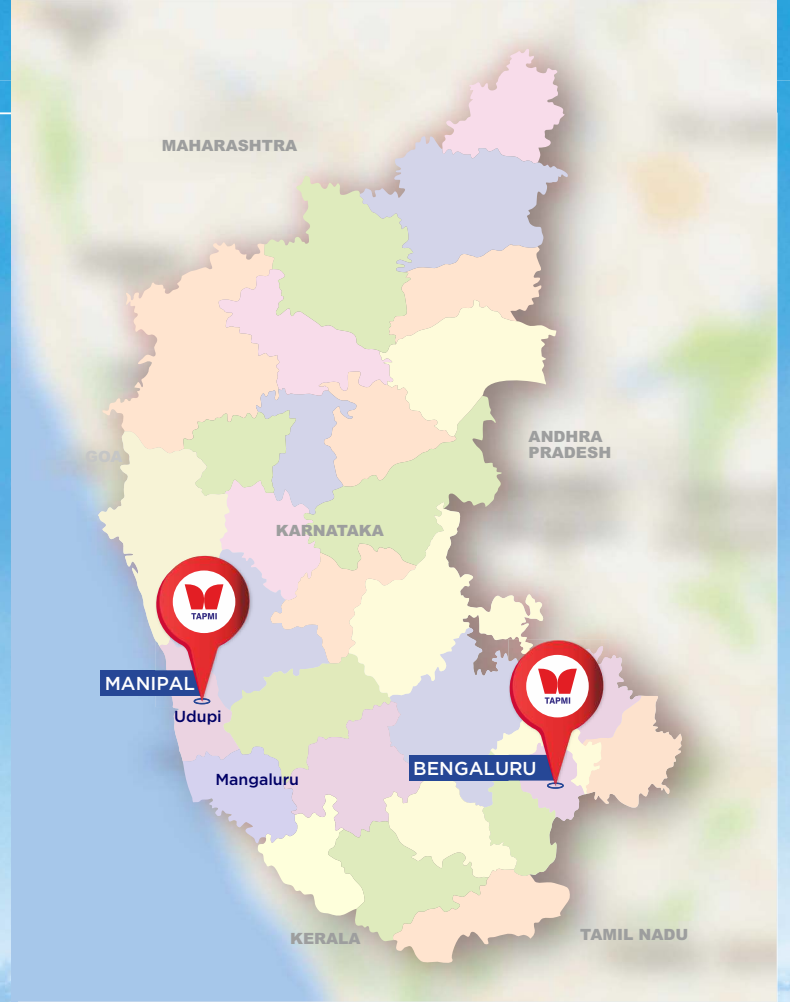 MAHARASHTRA
ANDHRA
PRADESH
GOA
KARNATAKA
TAPMI
MANIPAL
Udupi
TAPMI
BENGALURU
Mangaluru
KERALA
TAMIL NADU